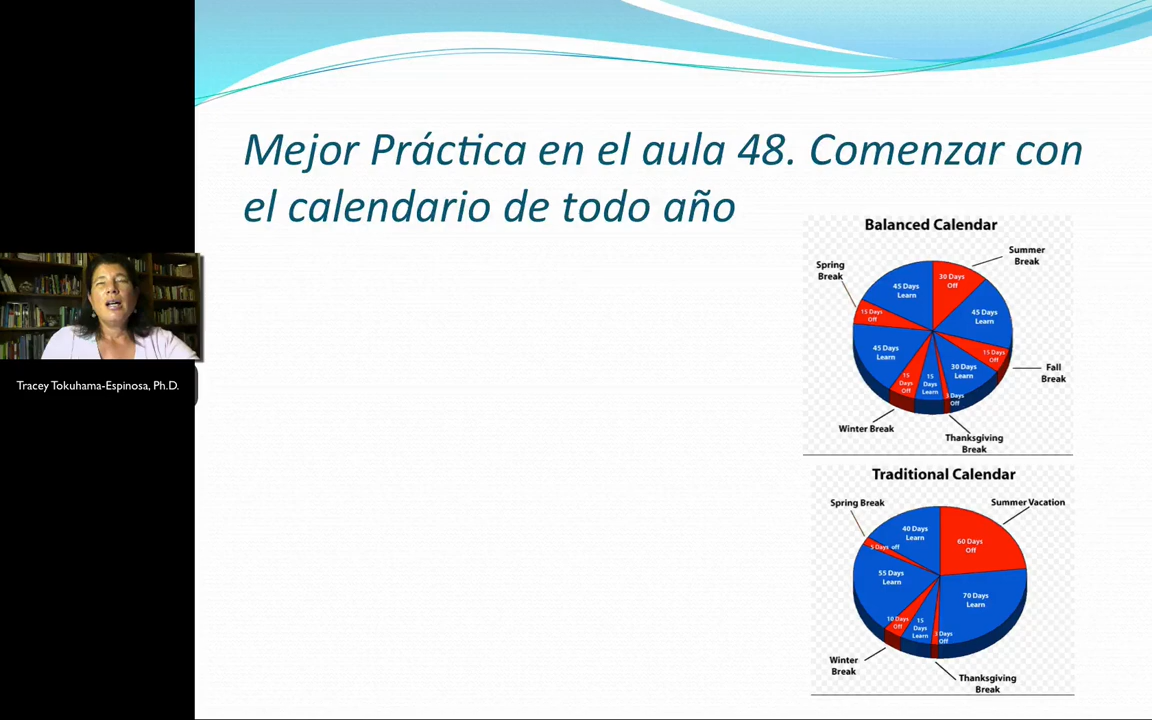 Mejor Práctica en el aula 48. Comenzar con
el calendario de todo año
Tracey Tokuhama-Espinosa, Ph.D.
Balanced Calendar
Summer
Break
Spring
Break
30 Days
Off
45 Days
Learn
45 Days
Learn
15 Days
Off
45 Days
Learn
15 Days
Off
30 Days
Learn
15
Days
Off
15
Days
Learn
3 Days
Off
Fall
Break
Winter Break
Thanksgiving
Break
Traditional Calendar
Spring Break
Summer Vacation
40 Days
Learn
60 Days
Off
5 Days off
55 Days
Learn
70 Days
Learn
10 Days
Off
15
Days
Learn
3 Days
Off
Winter
Break
Thanksgiving
Break